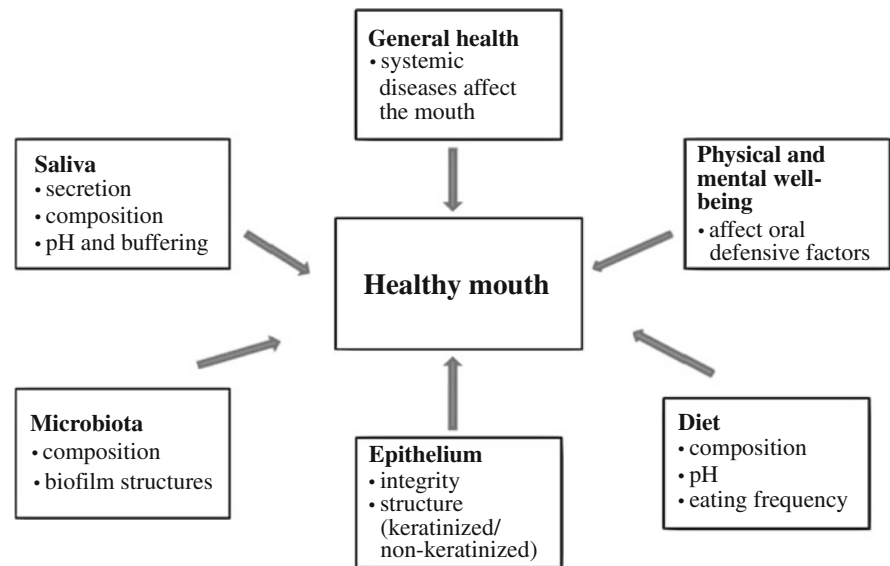 General health
• systemic
diseases affect
the mouth
Saliva
• secretion
• composition
• pH and buffering
Physical and
mental well-
being
• affect oral
defensive factors
Healthy mouth
Microbiota
• composition
• biofilm structures
Epithelium
• integrity
• structure
(keratinized/
non-keratinized)
Diet
• composition
• pH
• eating frequency